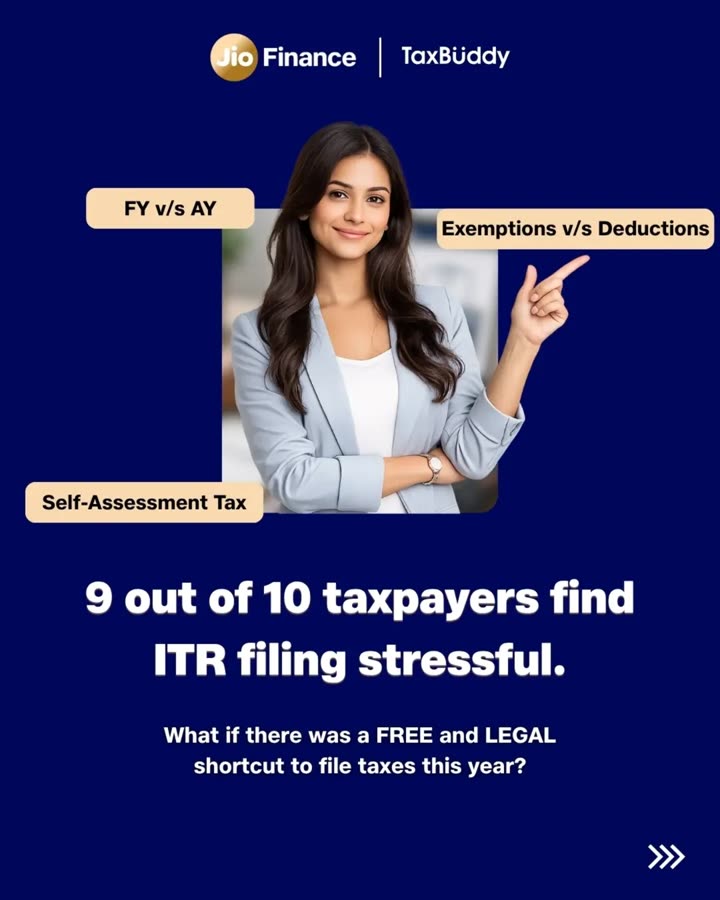 Jio Finance | TaxBüddy
FY v/s AY
Exemptions v/s Deductions
Self-Assessment Tax
9 out of 10 taxpayers find
ITR filing stressful.
What if there was a FREE and LEGAL
shortcut to file taxes this year?